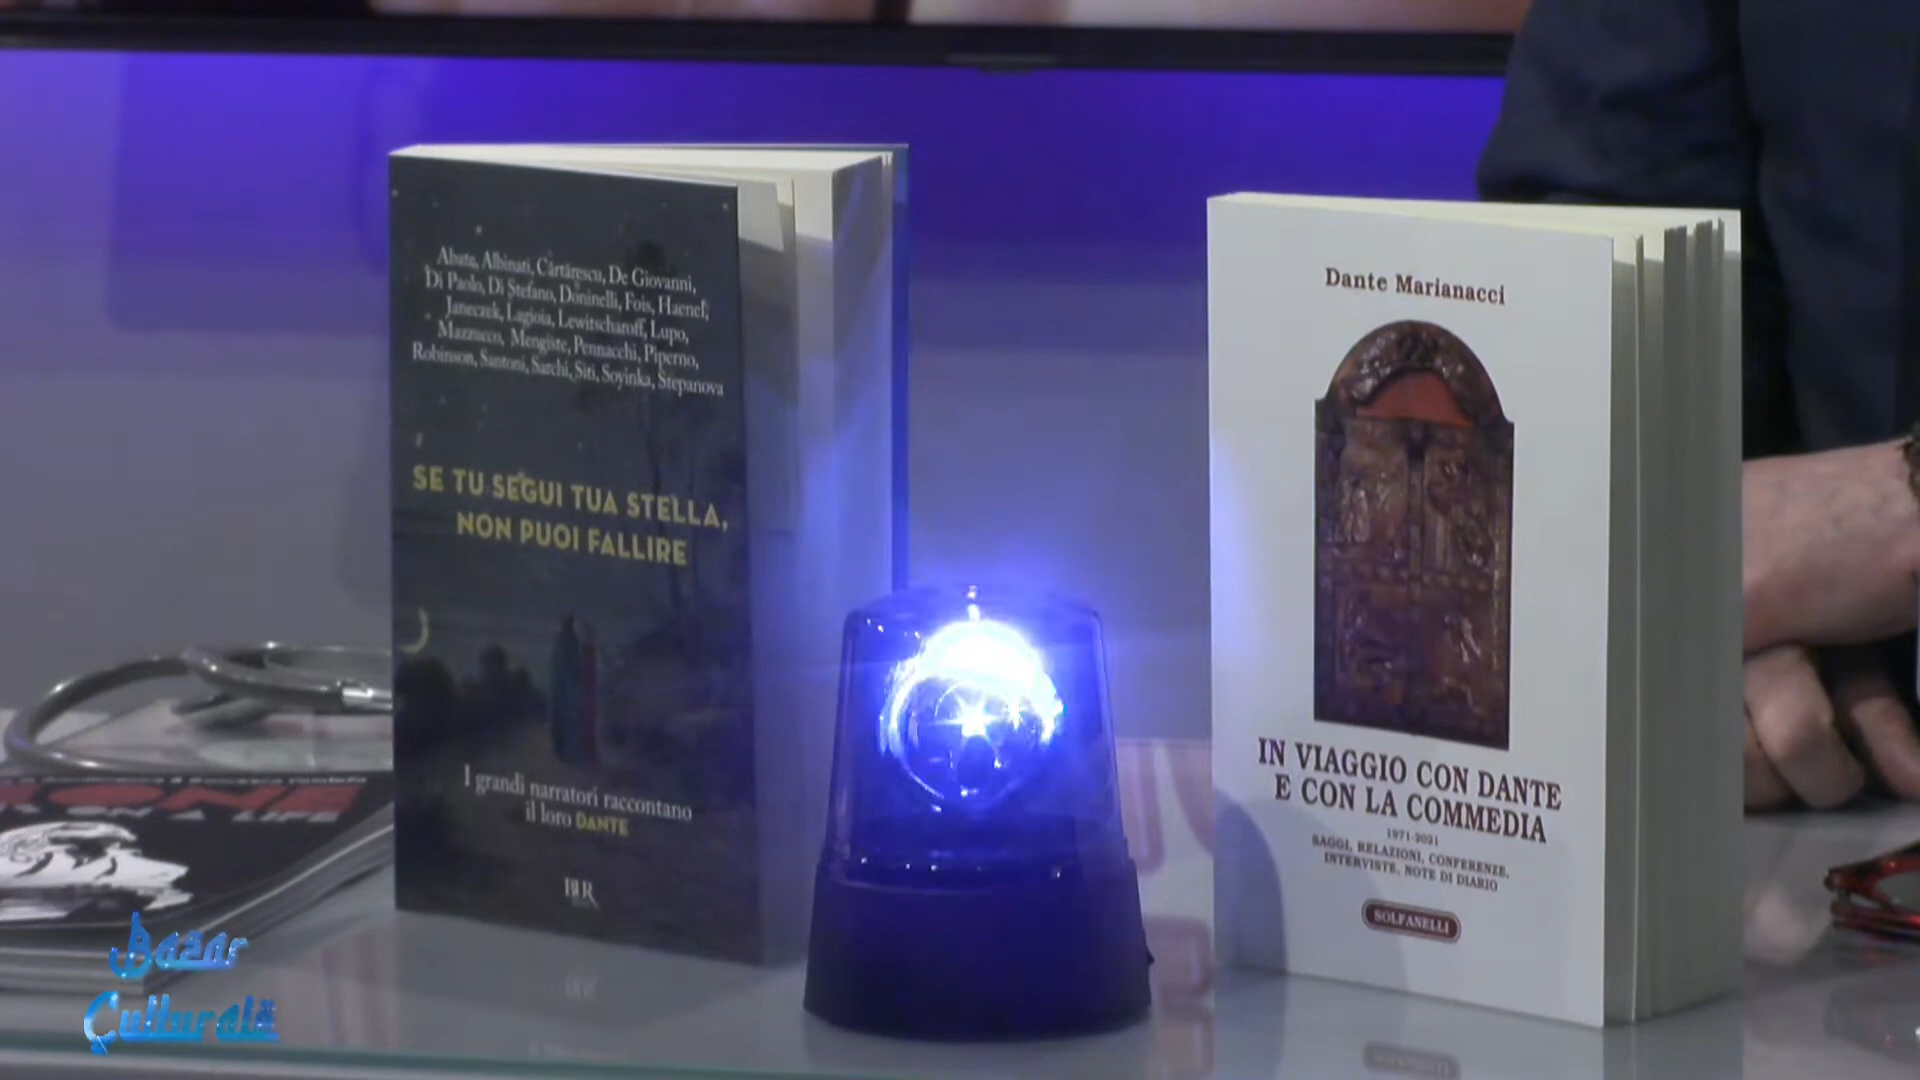 Abate, Albinati, Cărtărescu, De Giovanni,
Di Paolo, Di Stefano, Doninelli, Fois, Haenel,
Janeczek, Lagioia, Lewitscharoff, Lupo,
Mazzucco, Mengiste, Pennacchi, Piperno,
Robinson, Santoni, Sarchi, Siti, Soyinka, Stepanova
SE TU SEGUI TUA STELLA,
NON PUOI FALLIRE
I grandi narratori raccontano
il loro DANTE
BUR
Dante Marianacci
IN VIAGGIO CON DANTE
E CON LA COMMEDIA
1971-2021
SAGGI, RELAZIONI, CONFERENZE,
INTERVISTE, NOTE DI DIARIO
SOLFANELLI
ON A LIFE
Bazar
Culturală